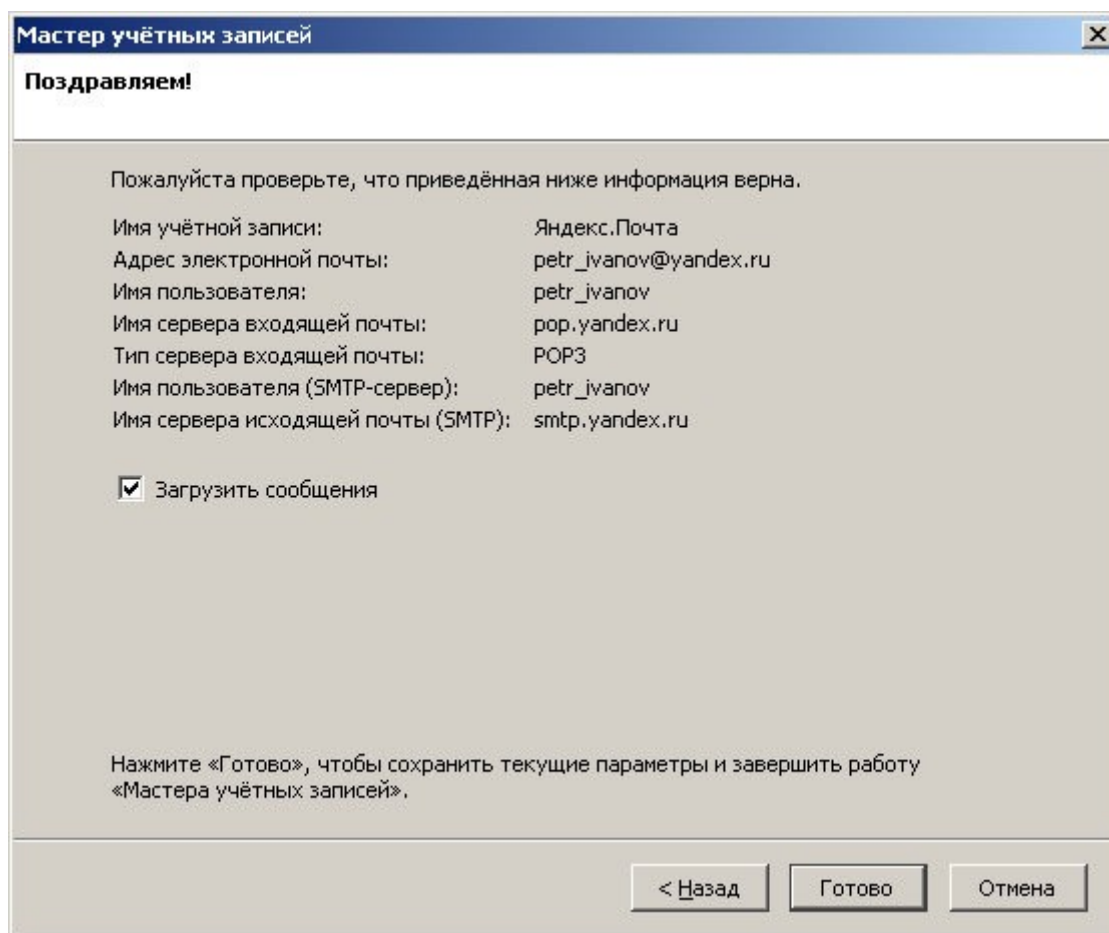 Мастер учётных записей
Поздравляем!
Пожалуйста проверьте, что приведённая ниже информация верна.
Имя учётной записи: Яндекс.Почта
Адрес электронной почты: petr_ivanov@yandex.ru
Имя пользователя: petr_ivanov
Имя сервера входящей почты: pop.yandex.ru
Тип сервера входящей почты: POP3
Имя пользователя (SMTP-сервер): petr_ivanov
Имя сервера исходящей почты (SMTP): smtp.yandex.ru
Загрузить сообщения
Нажмите «Готово», чтобы сохранить текущие параметры и завершить работу
«Мастера учётных записей».
< Назад Готово Отмена